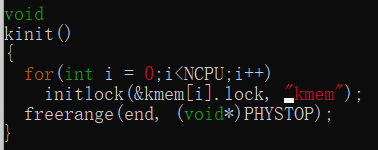 void
kinit()
{
  for(int i = 0;i<NCPU;i++)
    initlock(&kmem[i].lock, "kmem");
  freerange(end, (void*)PHYSTOP);
}